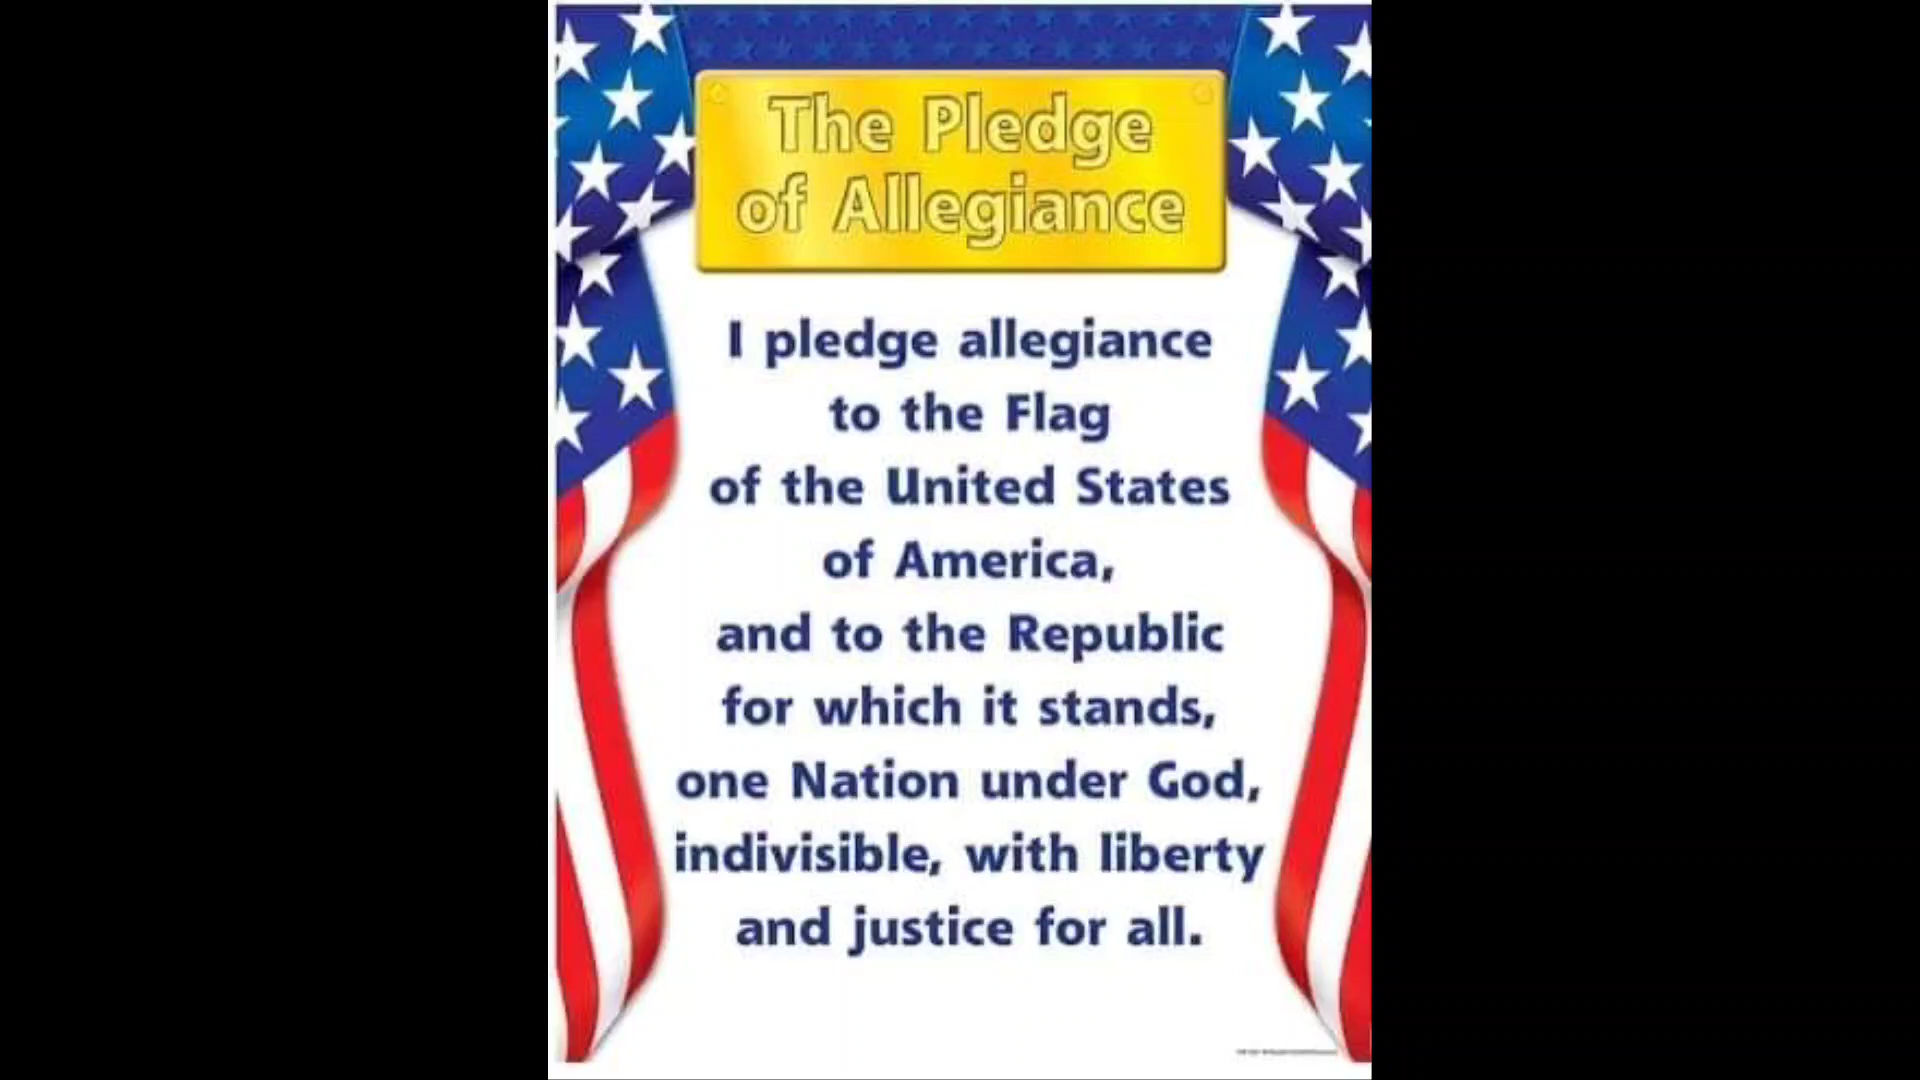 The Pledge
of Allegiance
I pledge allegiance
to the Flag
of the United States
of America,
and to the Republic
for which it stands,
one Nation under God,
indivisible, with liberty
and justice for all.